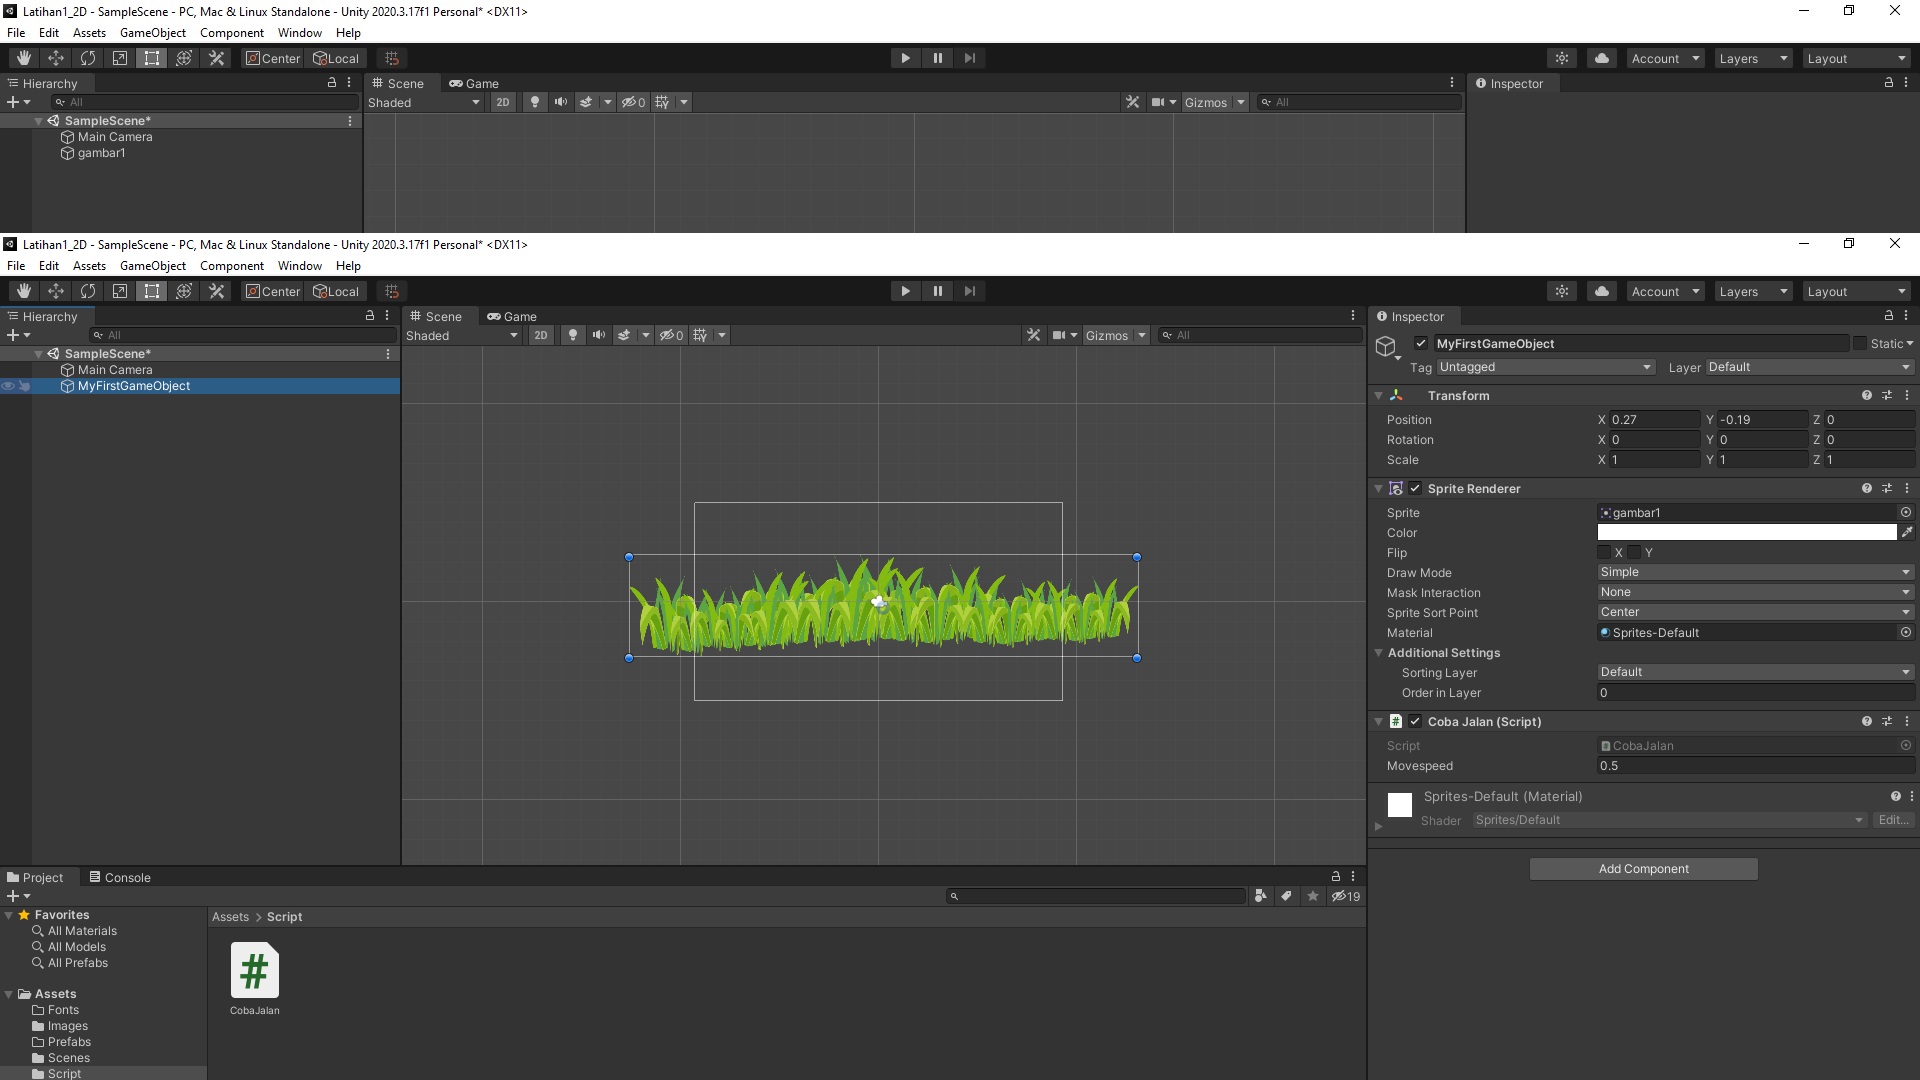 Latihan1_2D - SampleScene - PC, Mac & Linux Standalone - Unity 2020.3.17f1 Personal* <DX11>
File Edit Assets GameObject Component Window Help
Center Local Account Layers Layout
Hierarchy Scene Game Inspector
All Shaded 2D 0 Gizmos All
SampleScene*
Main Camera
gambar1
Latihan1_2D - SampleScene - PC, Mac & Linux Standalone - Unity 2020.3.17f1 Personal* <DX11>
File Edit Assets GameObject Component Window Help
Center Local Account Layers Layout
Hierarchy Scene Game
All Shaded 2D 0 Gizmos All
SampleScene*
Main Camera
MyFirstGameObject
Inspector
MyFirstGameObject Static
Tag Untagged Layer Default
Transform
Position X 0.27 Y -0.19 Z 0
Rotation X 0 Y 0 Z 0
Scale X 1 Y 1 Z 1
Sprite Renderer
Sprite gambar1
Color
Flip X Y
Draw Mode Simple
Mask Interaction None
Sprite Sort Point Center
Material Sprites-Default
Additional Settings
Sorting Layer Default
Order in Layer 0
# Coba Jalan (Script)
Script CobaJalan
Movespeed 0.5
Sprites-Default (Material)
Shader Sprites/Default Edit...
Add Component
Project Console
19
Favorites
All Materials
All Models
All Prefabs
Assets
Fonts
Images
Prefabs
Scenes
Script
Assets > Script
#
CobaJalan